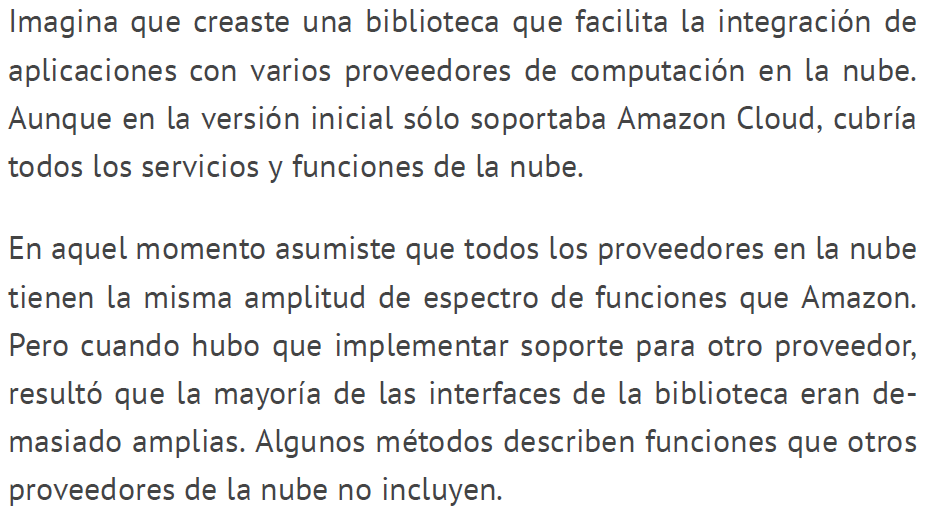 Imagina que creaste una biblioteca que facilita la integración de
aplicaciones con varios proveedores de computación en la nube.
Aunque en la versión inicial sólo soportaba Amazon Cloud, cubría
todos los servicios y funciones de la nube.
En aquel momento asumiste que todos los proveedores en la nube
tienen la misma amplitud de espectro de funciones que Amazon.
Pero cuando hubo que implementar soporte para otro proveedor,
resultó que la mayoría de las interfaces de la biblioteca eran de-
masiado amplias. Algunos métodos describen funciones que otros
proveedores de la nube no incluyen.